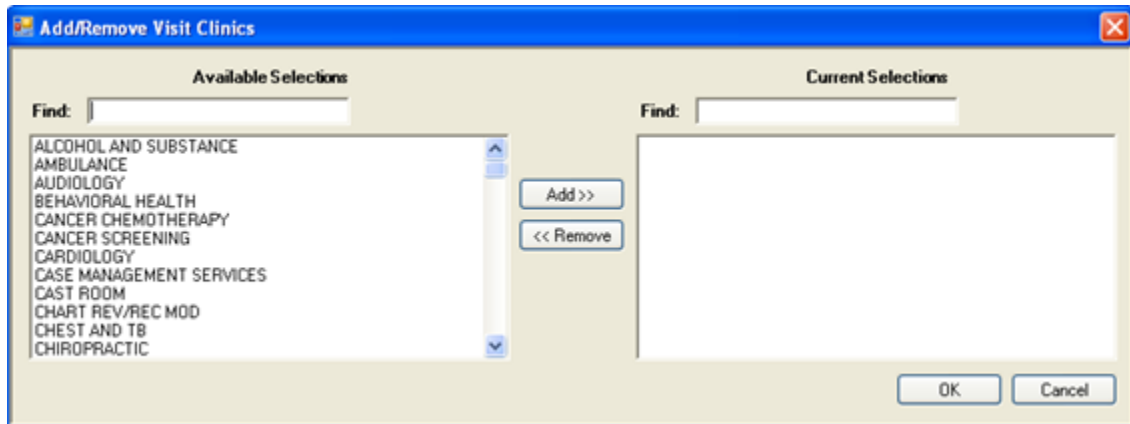 Add/Remove Visit Clinics
Available Selections
Find:
ALCOHOL AND SUBSTANCE
AMBULANCE
AUDIOLOGY
BEHAVIORAL HEALTH
CANCER CHEMOTHERAPY
CANCER SCREENING
CARDIOLOGY
CASE MANAGEMENT SERVICES
CAST ROOM
CHART REV/REC MOD
CHEST AND TB
CHIROPRACTIC
Add >>
<< Remove
Current Selections
Find:
OK
Cancel